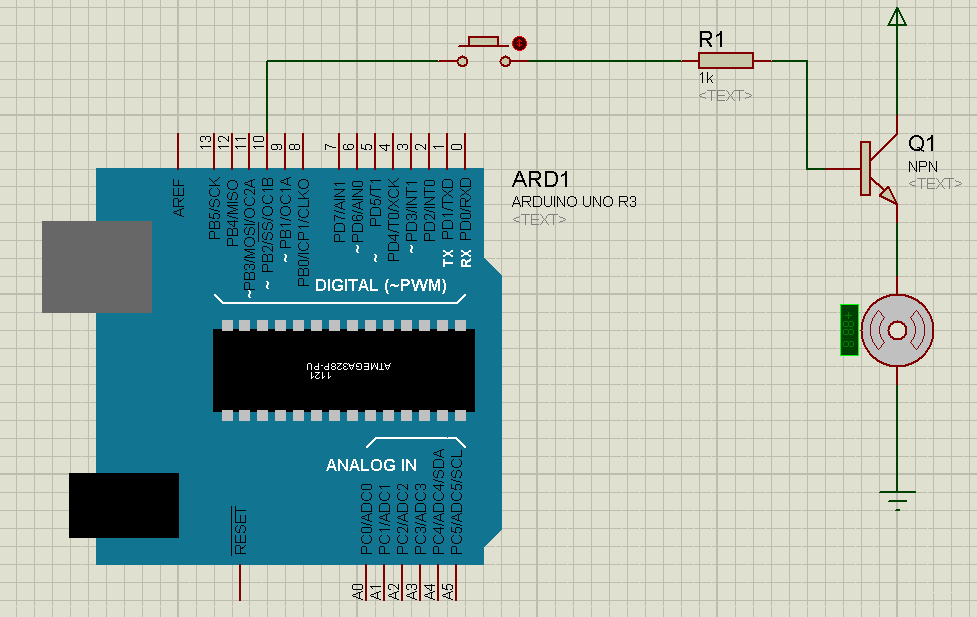 R1
1k
<TEXT>
Q1
NPN
<TEXT>
ARD1
ARDUINO UNO R3
<TEXT>
13
12
11
10
9
8
7
6
5
4
3
2
1
0
AREF
PB5/SCK
PB4/MISO
~PB3/MOSI/OC2A
~PB2/SS/OC1B
~PB1/OC1A
PB0/ICP1/CLKO
PD7/AIN1
~PD6/AIN0
~PD5/T1
PD4/T0/XCK
~PD3/INT1
PD2/INT0
TX PD1/TXD
RX PD0/RXD
DIGITAL (~PWM)
ATMEGA328P-PU
1121
ANALOG IN
RESET
PC0/ADC0
PC1/ADC1
PC2/ADC2
PC3/ADC3
PC4/ADC4/SDA
PC5/ADC5/SCL
A0
A1
A2
A3
A4
A5